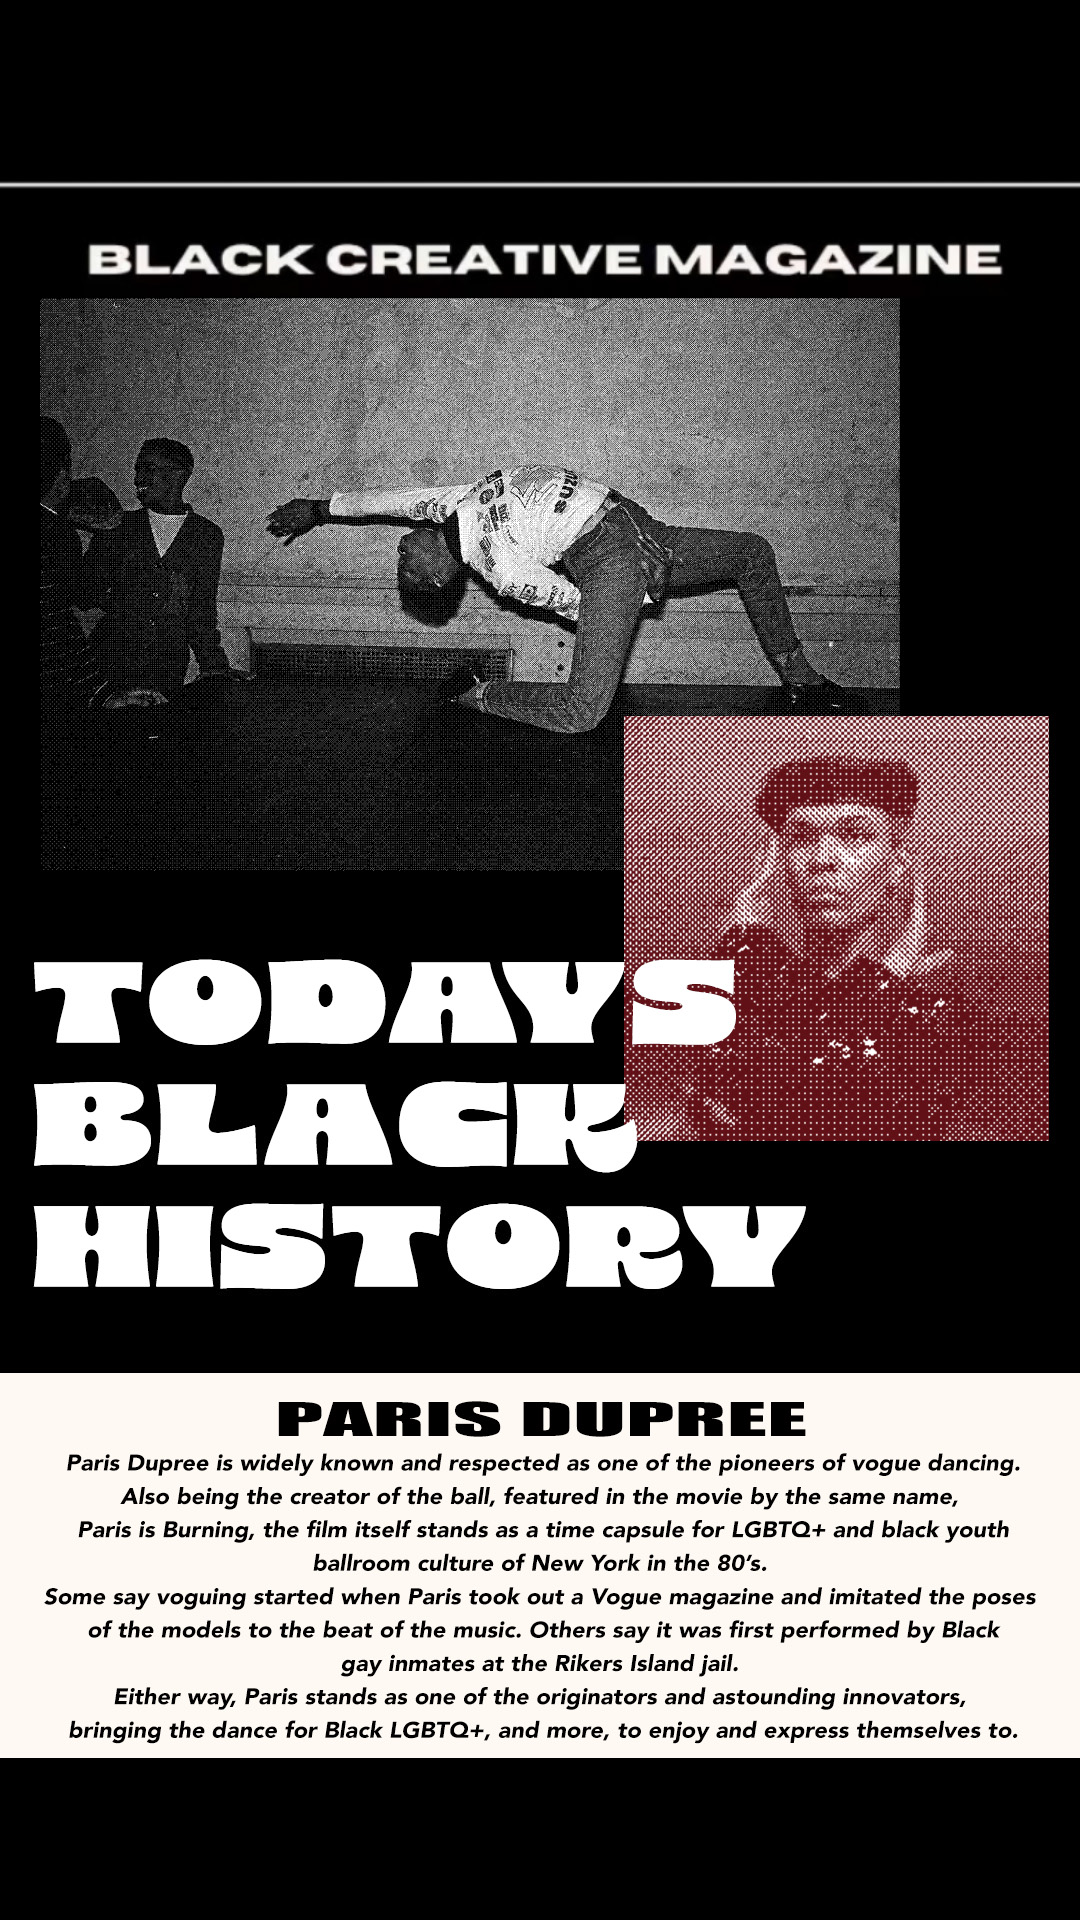 BLACK CREATIVE MAGAZINE
TODAYS
BLACK
HISTORY
PARIS DUPREE
Paris Dupree is widely known and respected as one of the pioneers of vogue dancing.
Also being the creator of the ball, featured in the movie by the same name,
Paris is Burning, the film itself stands as a time capsule for LGBTQ+ and black youth
ballroom culture of New York in the 80’s.
Some say voguing started when Paris took out a Vogue magazine and imitated the poses
of the models to the beat of the music. Others say it was first performed by Black
gay inmates at the Rikers Island jail.
Either way, Paris stands as one of the originators and astounding innovators,
bringing the dance for Black LGBTQ+, and more, to enjoy and express themselves to.